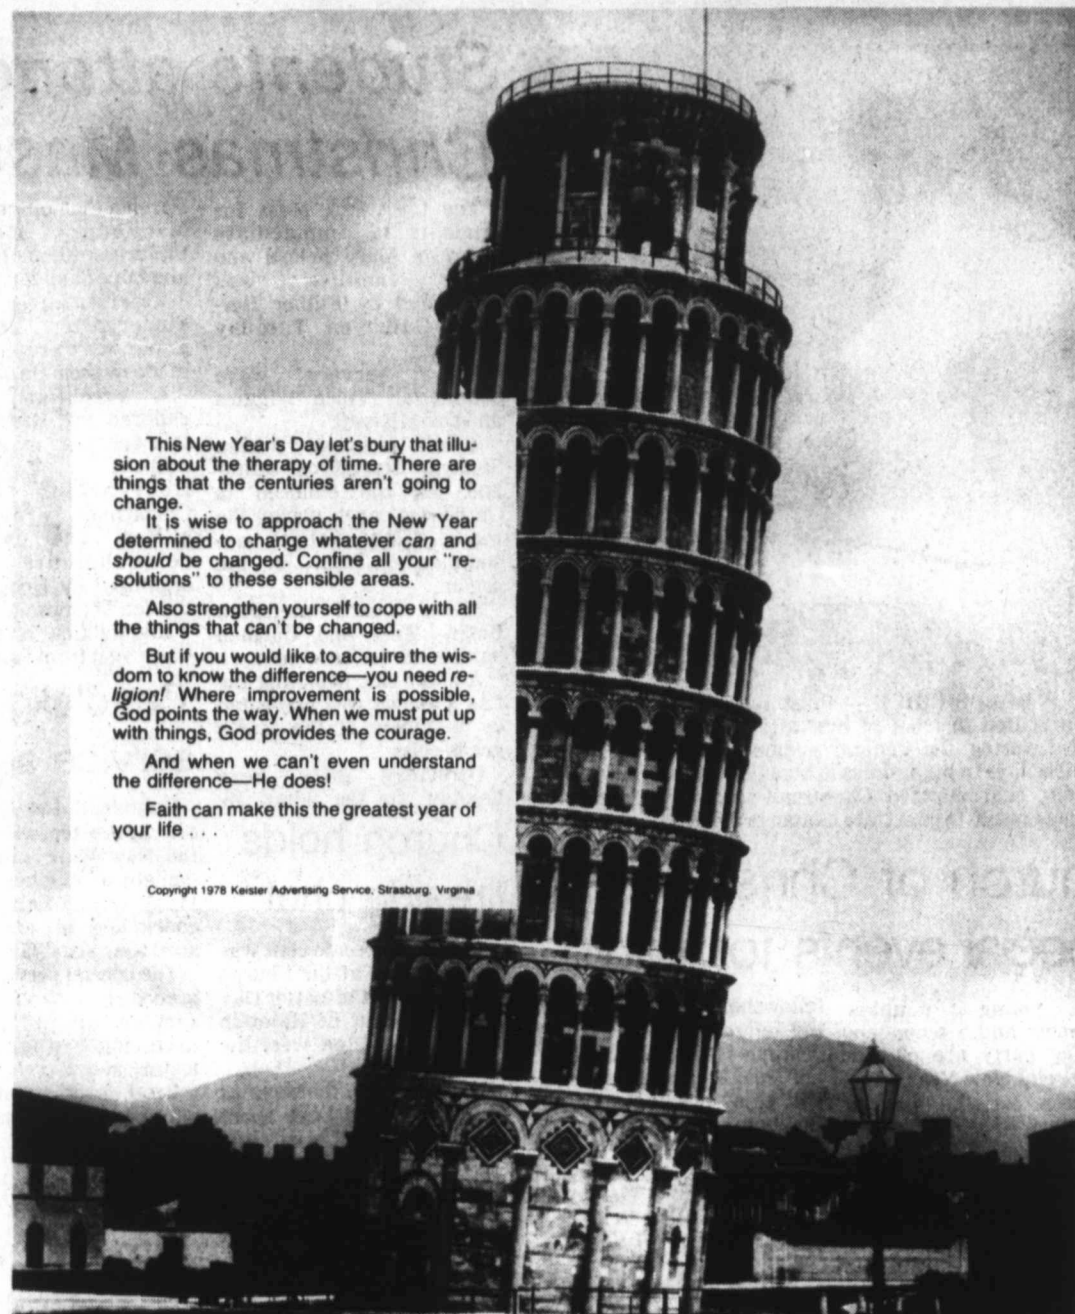 This New Year's Day let's bury that illu-
sion about the therapy of time. There are
things that the centuries aren't going to
change.
It is wise to approach the New Year
determined to change whatever can and
should be changed. Confine all your "re-
solutions" to these sensible areas.
Also strengthen yourself to cope with all
the things that can't be changed.
But if you would like to acquire the wis-
dom to know the difference—you need re-
ligion! Where improvement is possible,
God points the way. When we must put up
with things, God provides the courage.
And when we can't even understand
the difference—He does!
Faith can make this the greatest year of
your life . . .
Copyright 1978 Keister Advertising Service, Strasburg, Virginia